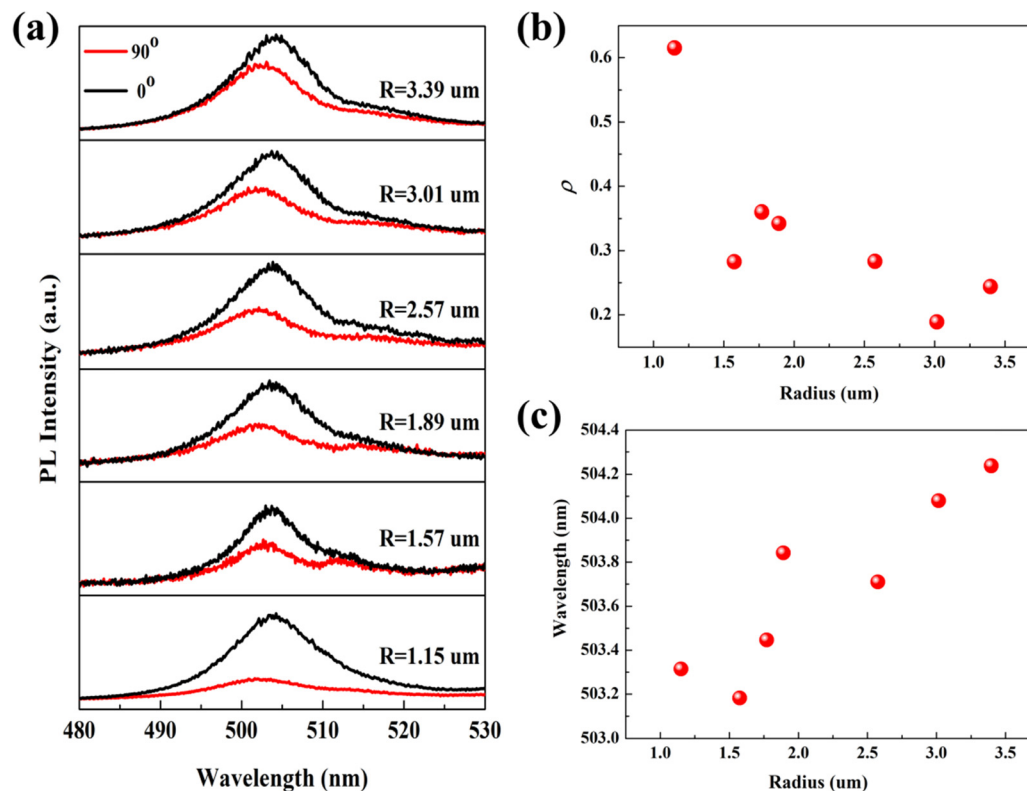 (a)
90o
0o
R=3.39 um
R=3.01 um
R=2.57 um
R=1.89 um
R=1.57 um
R=1.15 um
PL Intensity (a.u.)
480 490 500 510 520 530
Wavelength (nm)
(b)
0.6
0.5
0.4
0.3
0.2
ρ
1.0 1.5 2.0 2.5 3.0 3.5
Radius (um)
(c)
504.4
504.2
504.0
503.8
503.6
503.4
503.2
503.0
Wavelength (nm)
1.0 1.5 2.0 2.5 3.0 3.5
Radius (um)